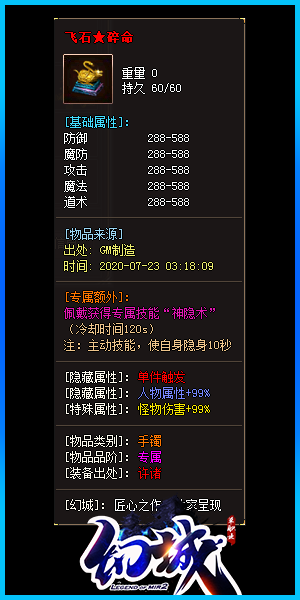 飞石★碎命
重量 0
持久 60/60
[基础属性]:
防御 288-588
魔防 288-588
攻击 288-588
魔法 288-588
道术 288-588
[物品来源]
出处: GM制造
时间: 2020-07-23 03:18:09
[专属额外]:
佩戴获得专属技能“神隐术”
（冷却时间120s）
注：主动技能，使自身隐身10秒
[隐藏属性]: 单件触发
[隐藏属性]: 人物属性+99%
[特殊属性]: 怪物伤害+99%
[物品类别]: 手镯
[物品品阶]: 专属
[装备出处]: 许诸
[幻城]: 匠心之作 呈现
幻城
LEGEND OF MIR2